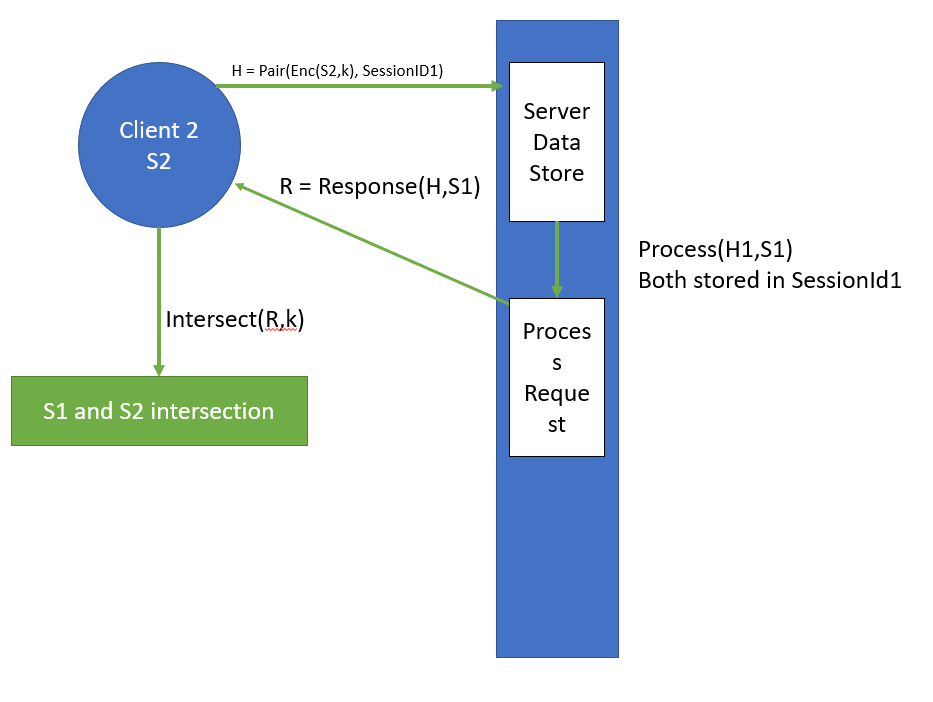 H = Pair(Enc(S2,k), SessionID1)
Client 2
S2
Server
Data
Store
R = Response(H,S1)
Process(H1,S1)
Both stored in SessionId1
Intersect(R,k)
Proces
s
Reque
st
S1 and S2 intersection